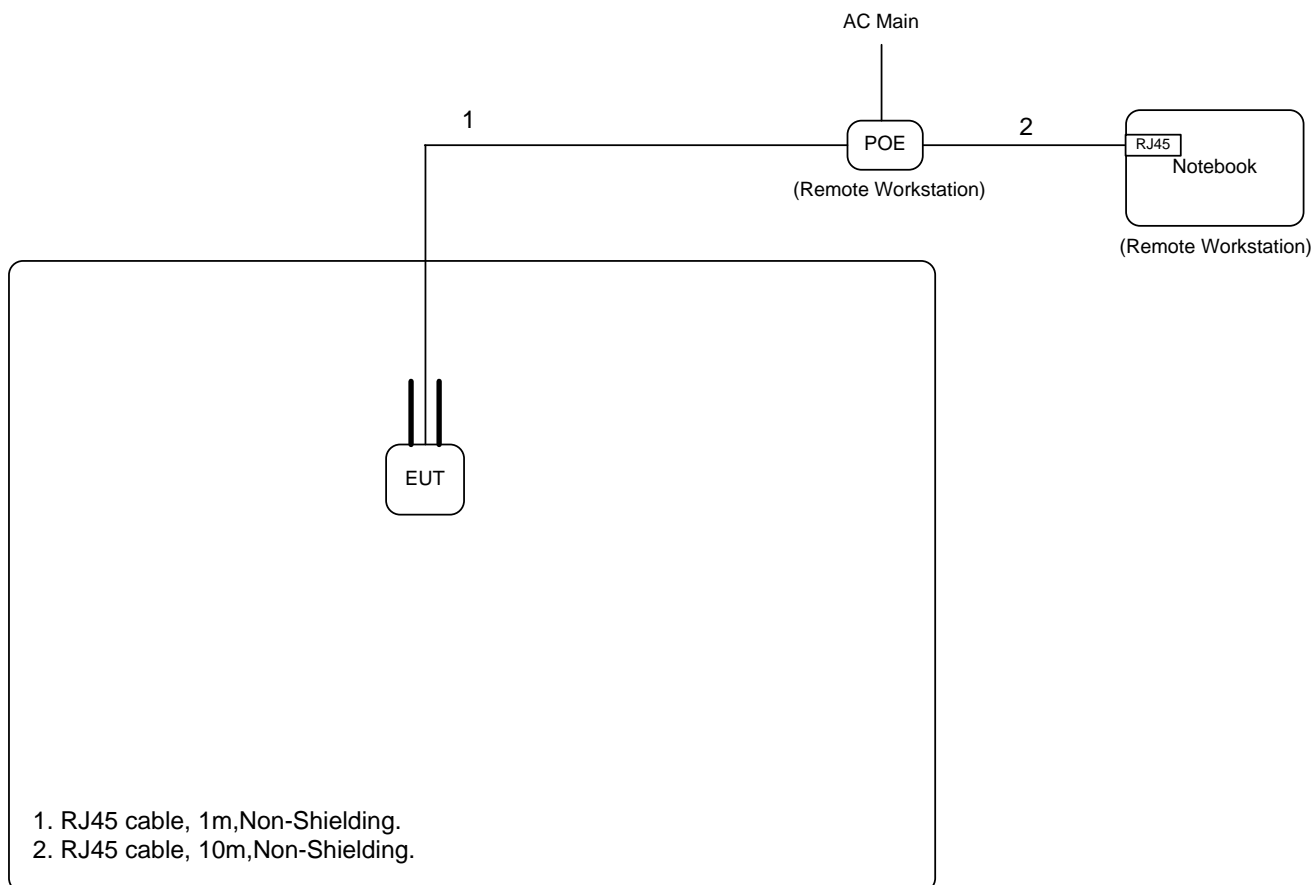 AC Main
1
POE
2
RJ45
Notebook
(Remote Workstation)
(Remote Workstation)
EUT
1. RJ45 cable, 1m,Non-Shielding.
2. RJ45 cable, 10m,Non-Shielding.